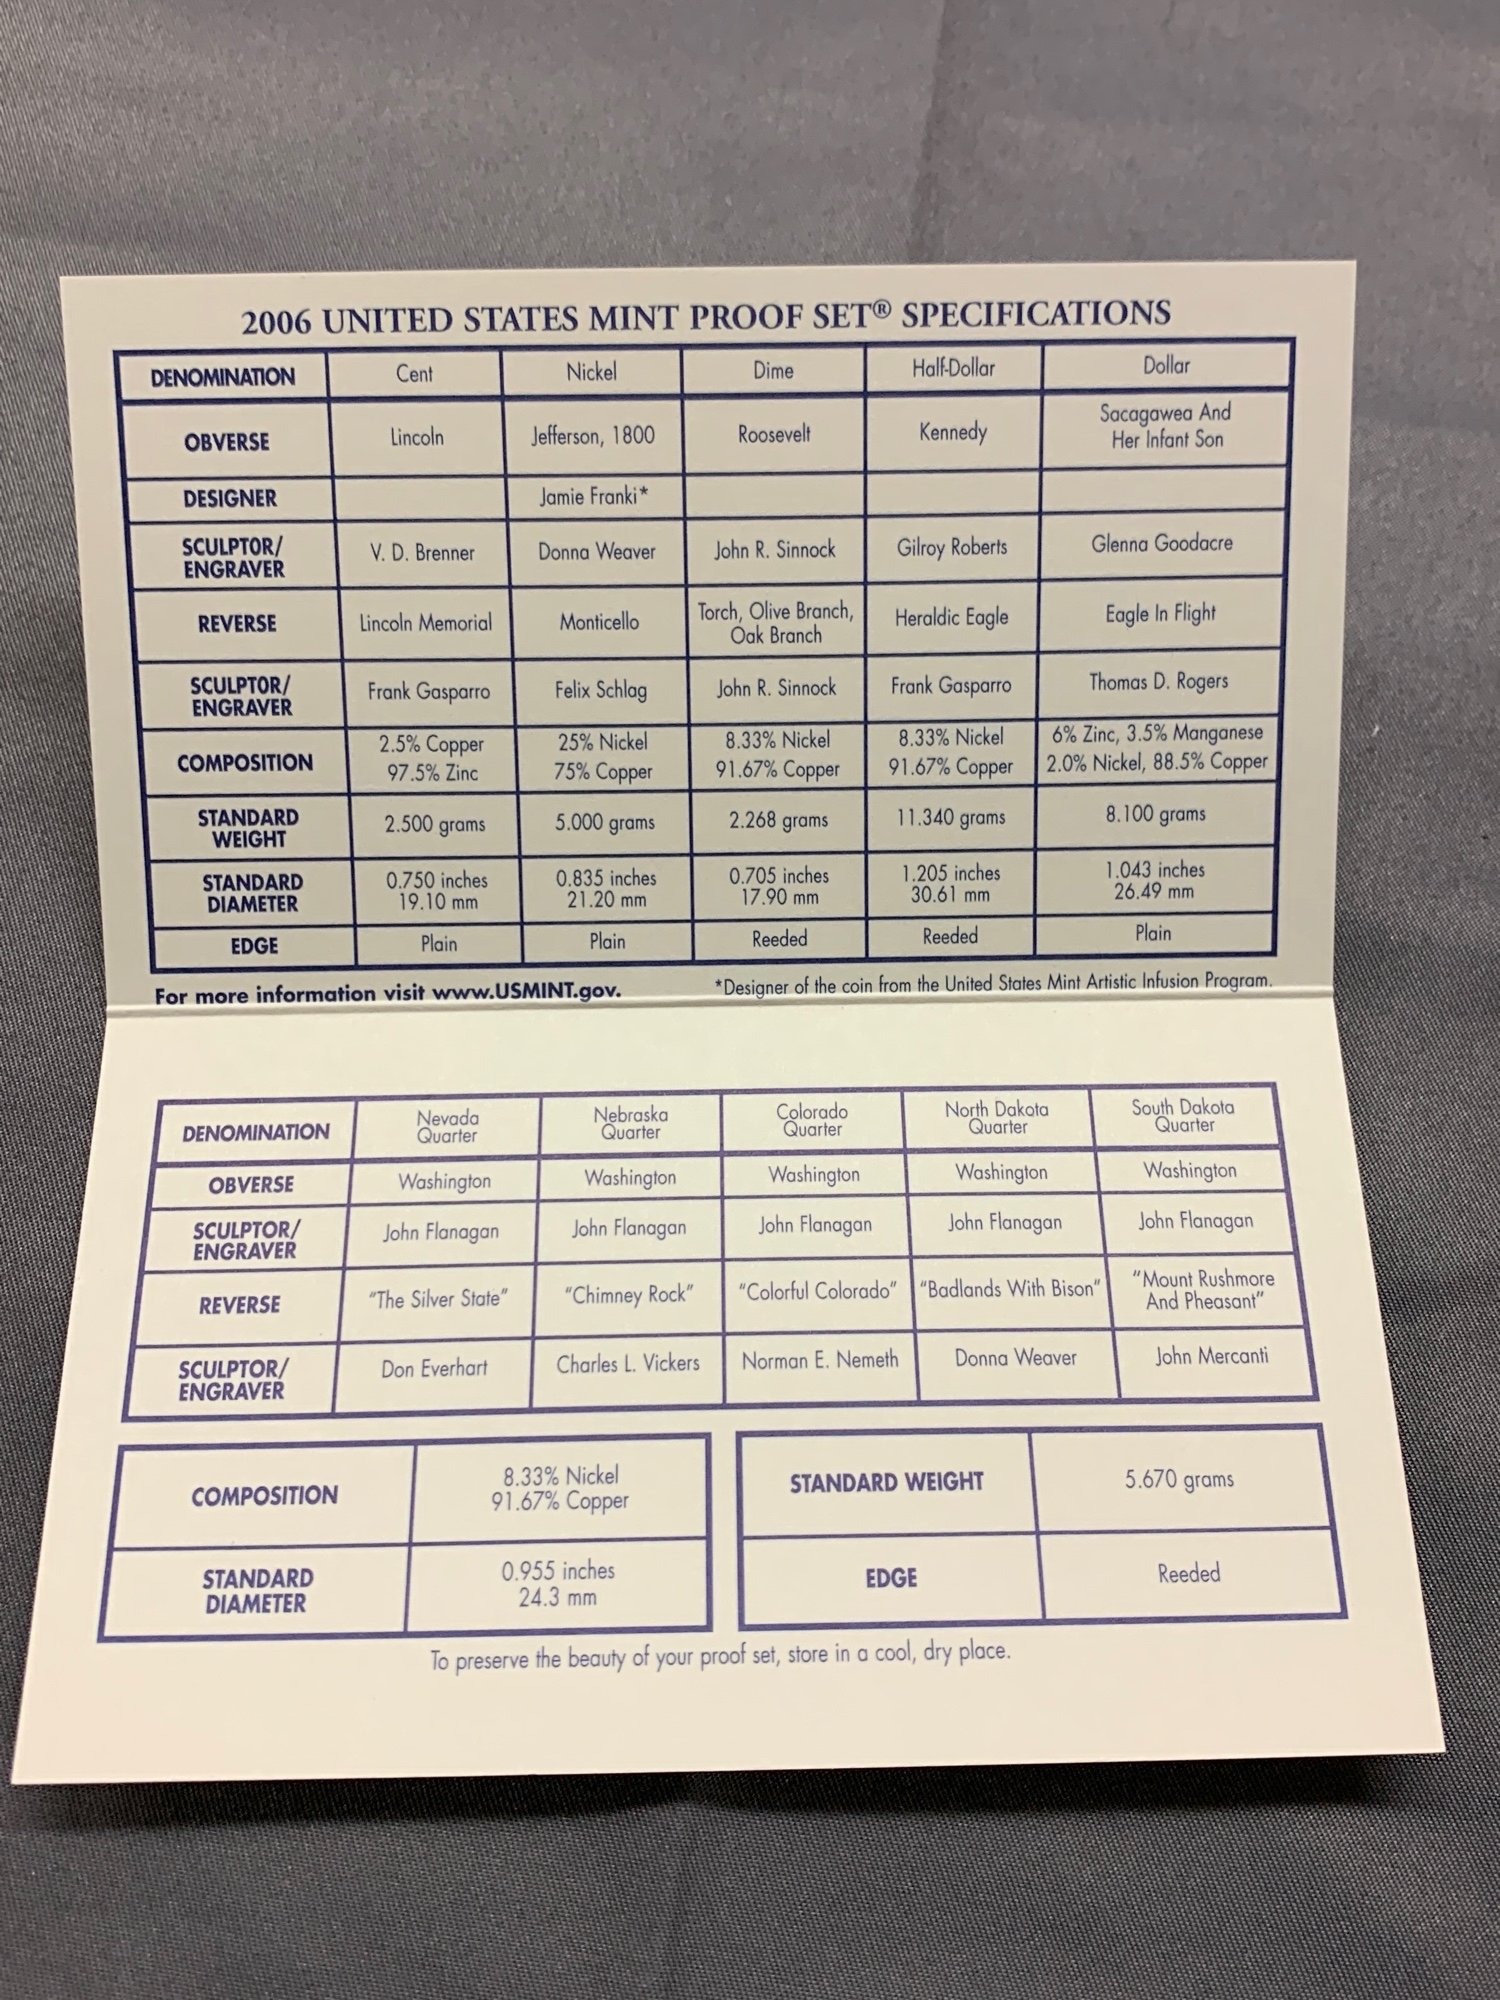 2006 UNITED STATES MINT PROOF SET® SPECIFICATIONS
DENOMINATION Cent Nickel Dime Half-Dollar Dollar
OBVERSE Lincoln Jefferson, 1800 Roosevelt Kennedy Sacagawea And Her Infant Son
DESIGNER Jamie Franki*
SCULPTOR/ ENGRAVER V. D. Brenner Donna Weaver John R. Sinnock Gilroy Roberts Glenna Goodacre
REVERSE Lincoln Memorial Monticello Torch, Olive Branch, Oak Branch Heraldic Eagle Eagle In Flight
SCULPTOR/ ENGRAVER Frank Gasparro Felix Schlag John R. Sinnock Frank Gasparro Thomas D. Rogers
COMPOSITION 2.5% Copper 97.5% Zinc 25% Nickel 75% Copper 8.33% Nickel 91.67% Copper 8.33% Nickel 91.67% Copper 6% Zinc, 3.5% Manganese 2.0% Nickel, 88.5% Copper
STANDARD WEIGHT 2.500 grams 5.000 grams 2.268 grams 11.340 grams 8.100 grams
STANDARD DIAMETER 0.750 inches 19.10 mm 0.835 inches 21.20 mm 0.705 inches 17.90 mm 1.205 inches 30.61 mm 1.043 inches 26.49 mm
EDGE Plain Plain Reeded Reeded Plain
For more information visit www.USMINT.gov. *Designer of the coin from the United States Mint Artistic Infusion Program.
DENOMINATION Nevada Quarter Nebraska Quarter Colorado Quarter North Dakota Quarter South Dakota Quarter
OBVERSE Washington Washington Washington Washington Washington
SCULPTOR/ ENGRAVER John Flanagan John Flanagan John Flanagan John Flanagan John Flanagan
REVERSE "The Silver State" "Chimney Rock" "Colorful Colorado" "Badlands With Bison" "Mount Rushmore And Pheasant"
SCULPTOR/ ENGRAVER Don Everhart Charles L. Vickers Norman E. Nemeth Donna Weaver John Mercanti
COMPOSITION 8.33% Nickel 91.67% Copper
STANDARD DIAMETER 0.955 inches 24.3 mm
STANDARD WEIGHT 5.670 grams
EDGE Reeded
To preserve the beauty of your proof set, store in a cool, dry place.